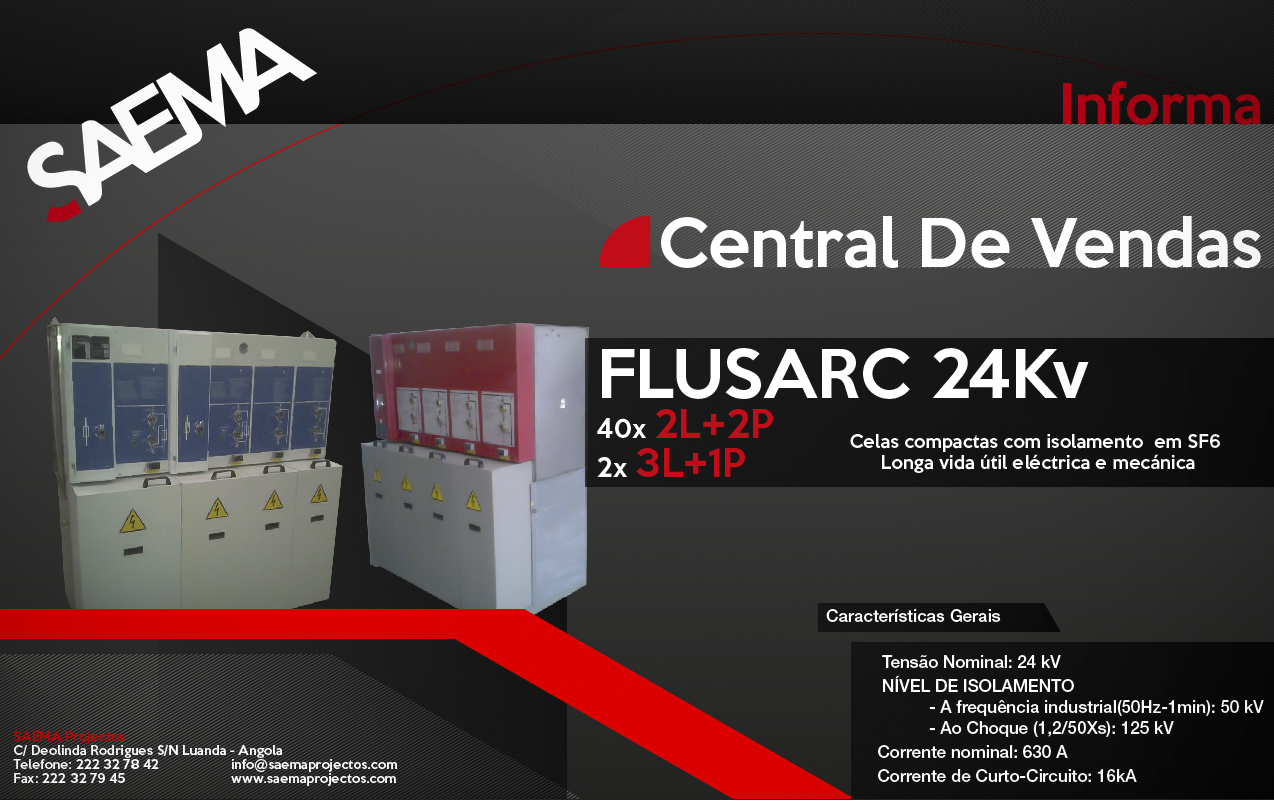 SAEMA
Informa
Central De Vendas
FLUSARC 24Kv
40x 2L+2P
2x 3L+1P
Celas compactas com isolamento em SF6
Longa vida útil eléctrica e mecánica
Características Gerais
Tensão Nominal: 24 kV
NÍVEL DE ISOLAMENTO
- A frequência industrial(50Hz-1min): 50 kV
- Ao Choque (1,2/50Xs): 125 kV
Corrente nominal: 630 A
Corrente de Curto-Circuito: 16kA
SAEMA Projectos
C/ Deolinda Rodrigues S/N Luanda - Angola
Telefone: 222 32 78 42 info@saemaprojectos.com
Fax: 222 32 79 45 www.saemaprojectos.com